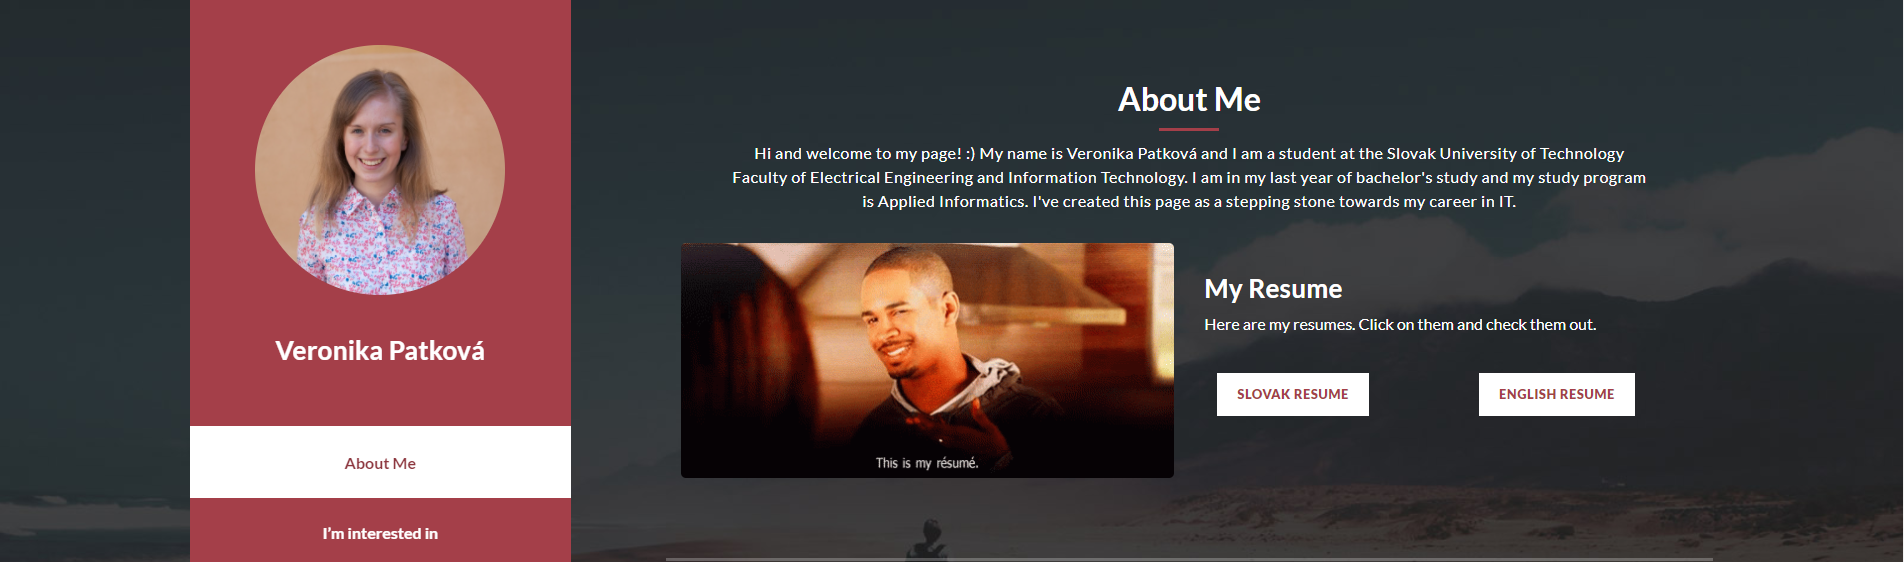 Veronika Patková
About Me
I'm interested in
About Me
Hi and welcome to my page! :) My name is Veronika Patková and I am a student at the Slovak University of Technology
Faculty of Electrical Engineering and Information Technology. I am in my last year of bachelor's study and my study program
is Applied Informatics. I've created this page as a stepping stone towards my career in IT.
This is my résumé.
My Resume
Here are my resumes. Click on them and check them out.
SLOVAK RESUME
ENGLISH RESUME